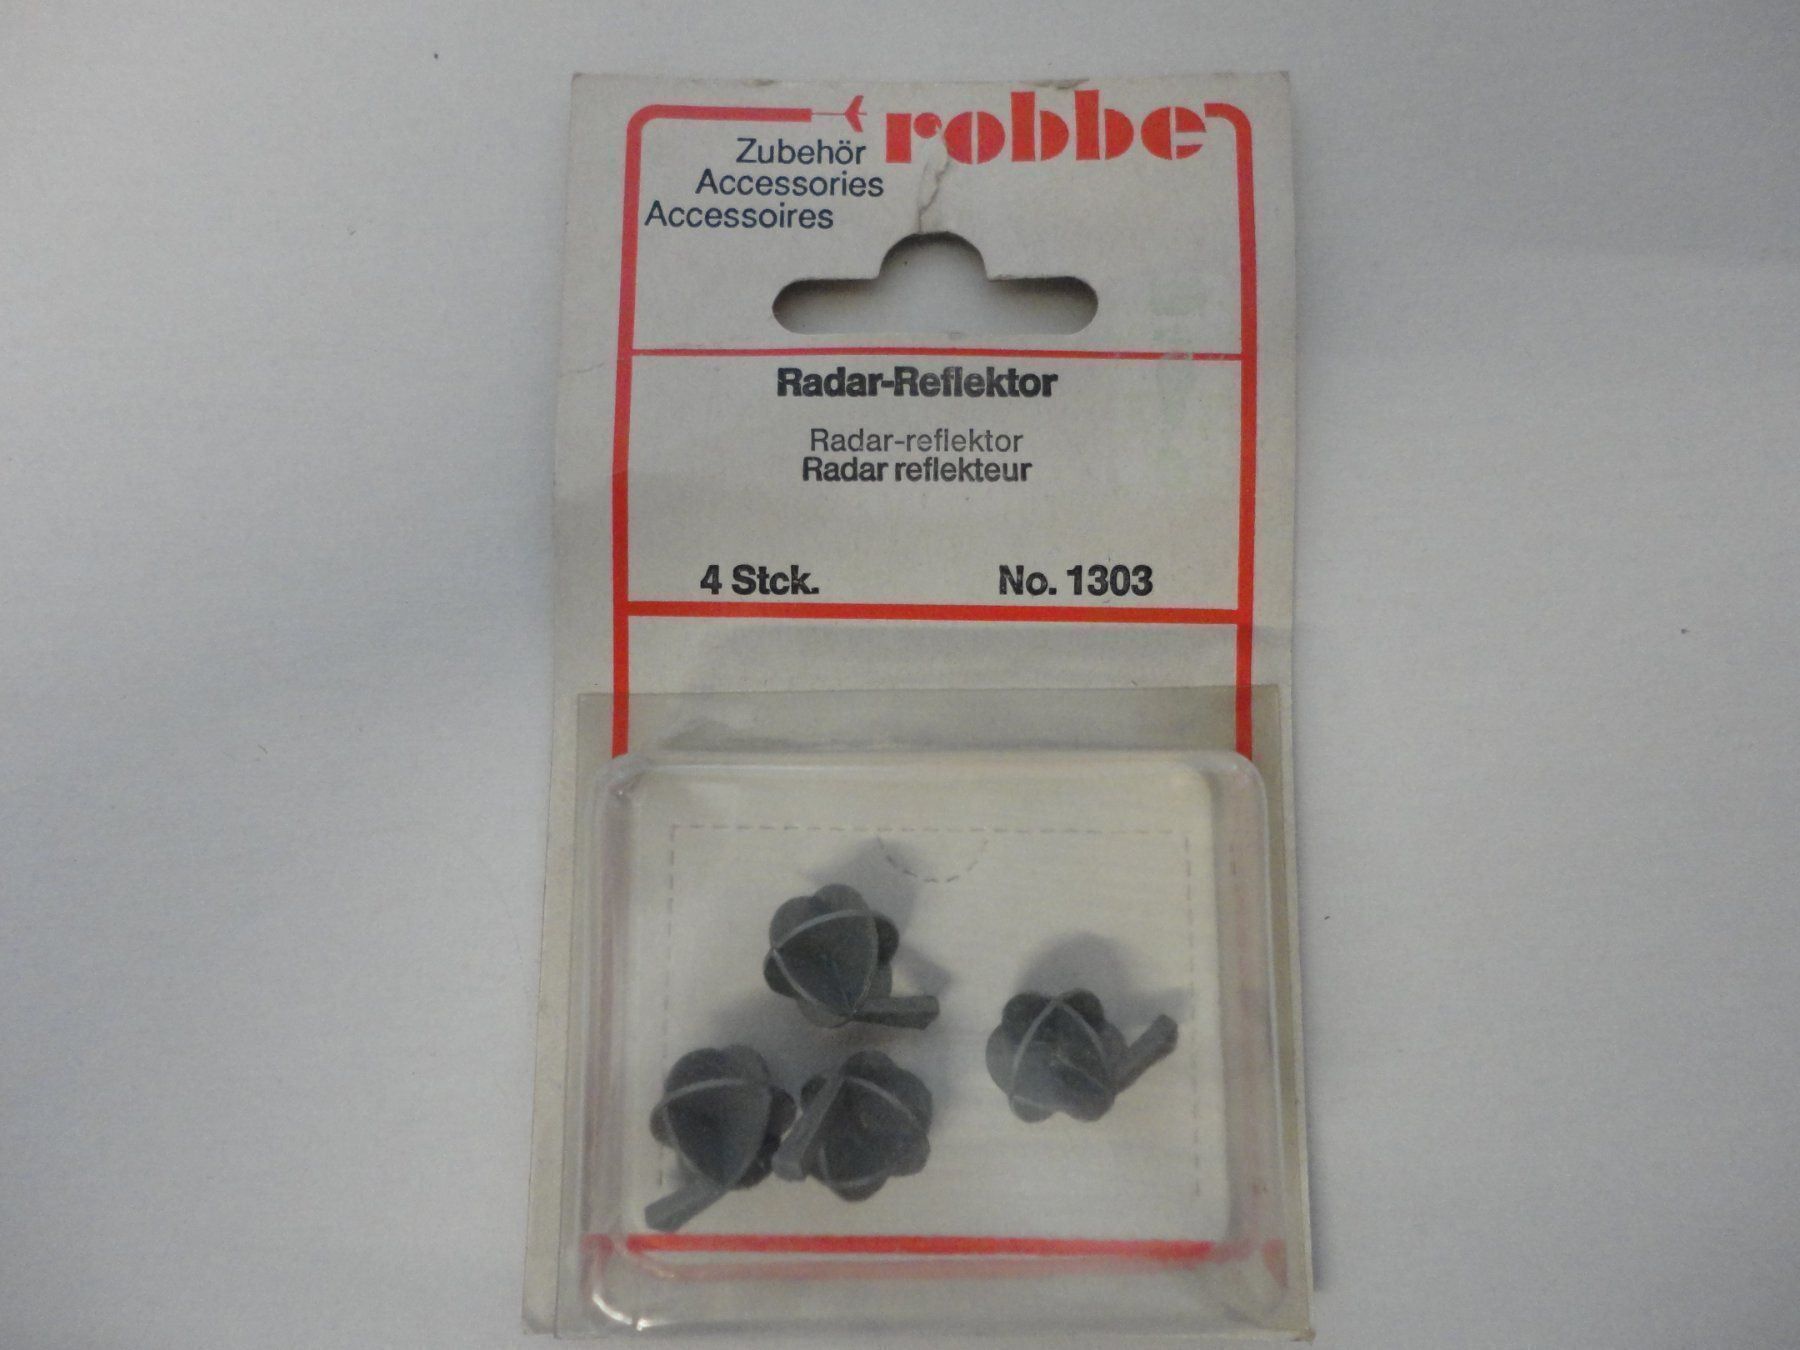 robbe
Zubehör
Accessories
Accessoires
Radar-Reflektor
Radar-reflektor
Radar reflekteur
4 Stck. No. 1303